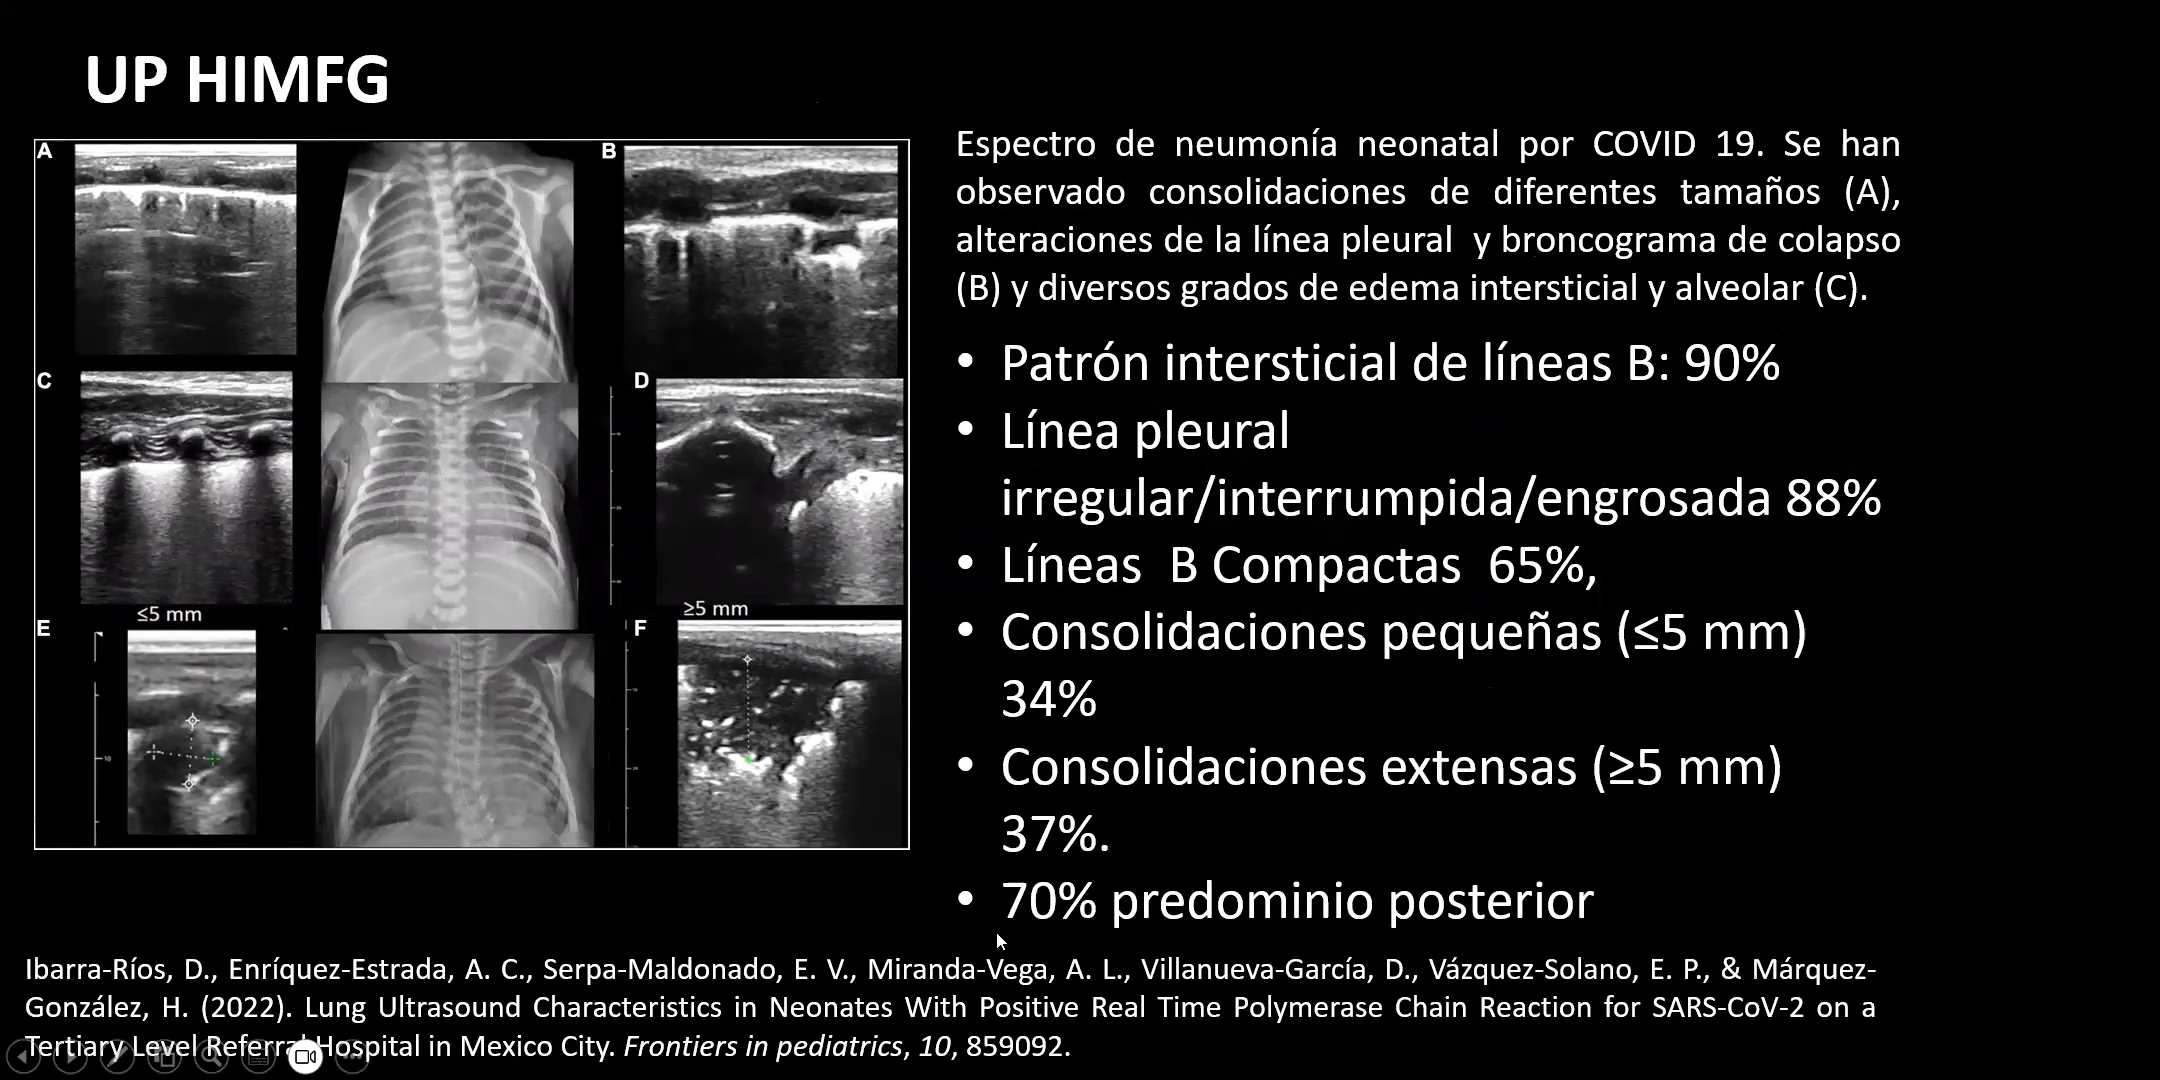 UP HIMFG
A
B
C
D
≤5 mm
≥5 mm
E
F
10
Espectro de neumonía neonatal por COVID 19. Se han
observado consolidaciones de diferentes tamaños (A),
alteraciones de la línea pleural y broncograma de colapso
(B) y diversos grados de edema intersticial y alveolar (C).
• Patrón intersticial de líneas B: 90%
• Línea pleural
irregular/interrumpida/engrosada 88%
• Líneas B Compactas 65%,
• Consolidaciones pequeñas (≤5 mm)
34%
• Consolidaciones extensas (≥5 mm)
37%.
• 70% predominio posterior
Ibarra-Ríos, D., Enríquez-Estrada, A. C., Serpa-Maldonado, E. V., Miranda-Vega, A. L., Villanueva-García, D., Vázquez-Solano, E. P., & Márquez-
González, H. (2022). Lung Ultrasound Characteristics in Neonates With Positive Real Time Polymerase Chain Reaction for SARS-CoV-2 on a
Tertiary Level Referral Hospital in Mexico City. Frontiers in pediatrics, 10, 859092.